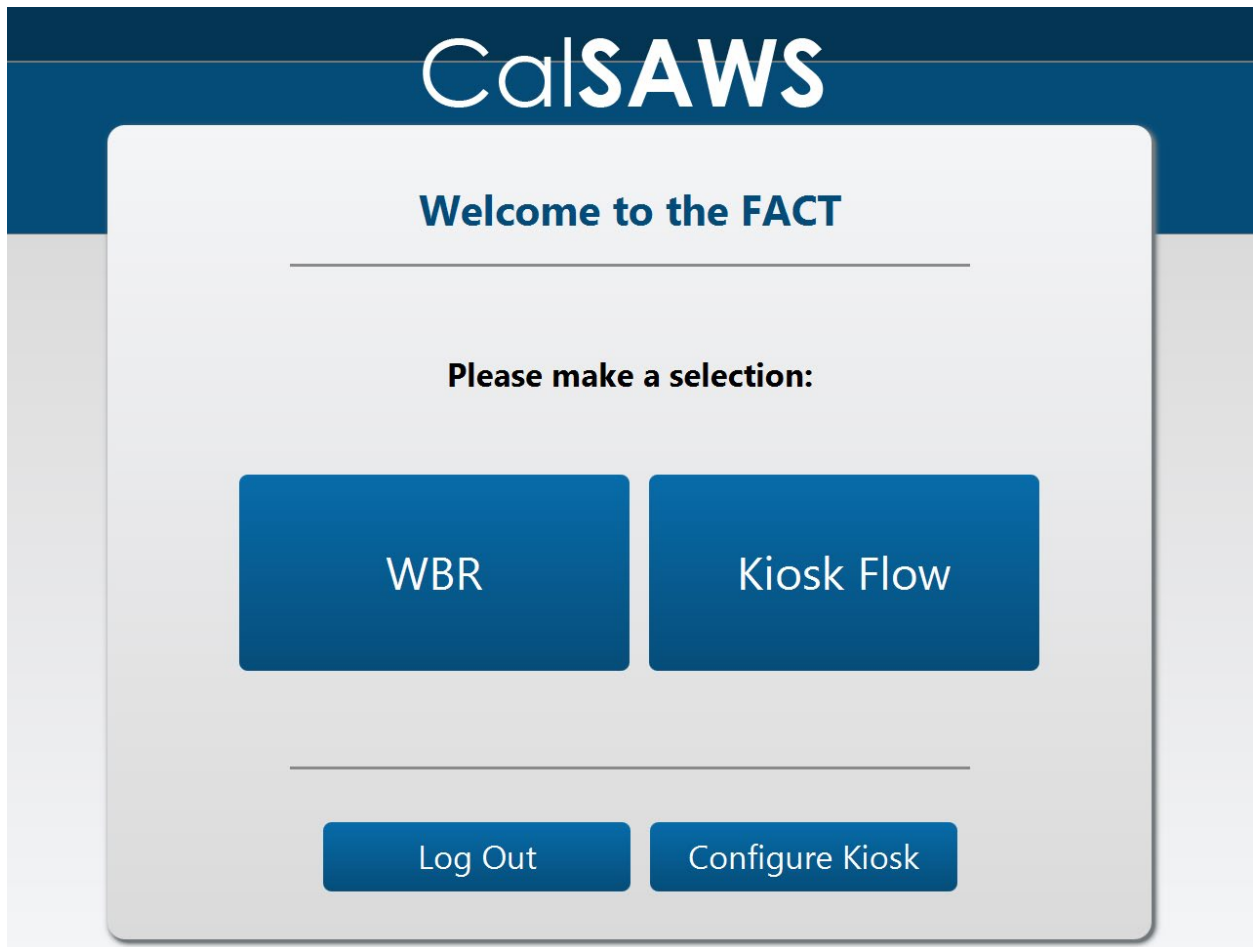 CalSAWS
Welcome to the FACT
Please make a selection:
WBR
Kiosk Flow
Log Out
Configure Kiosk